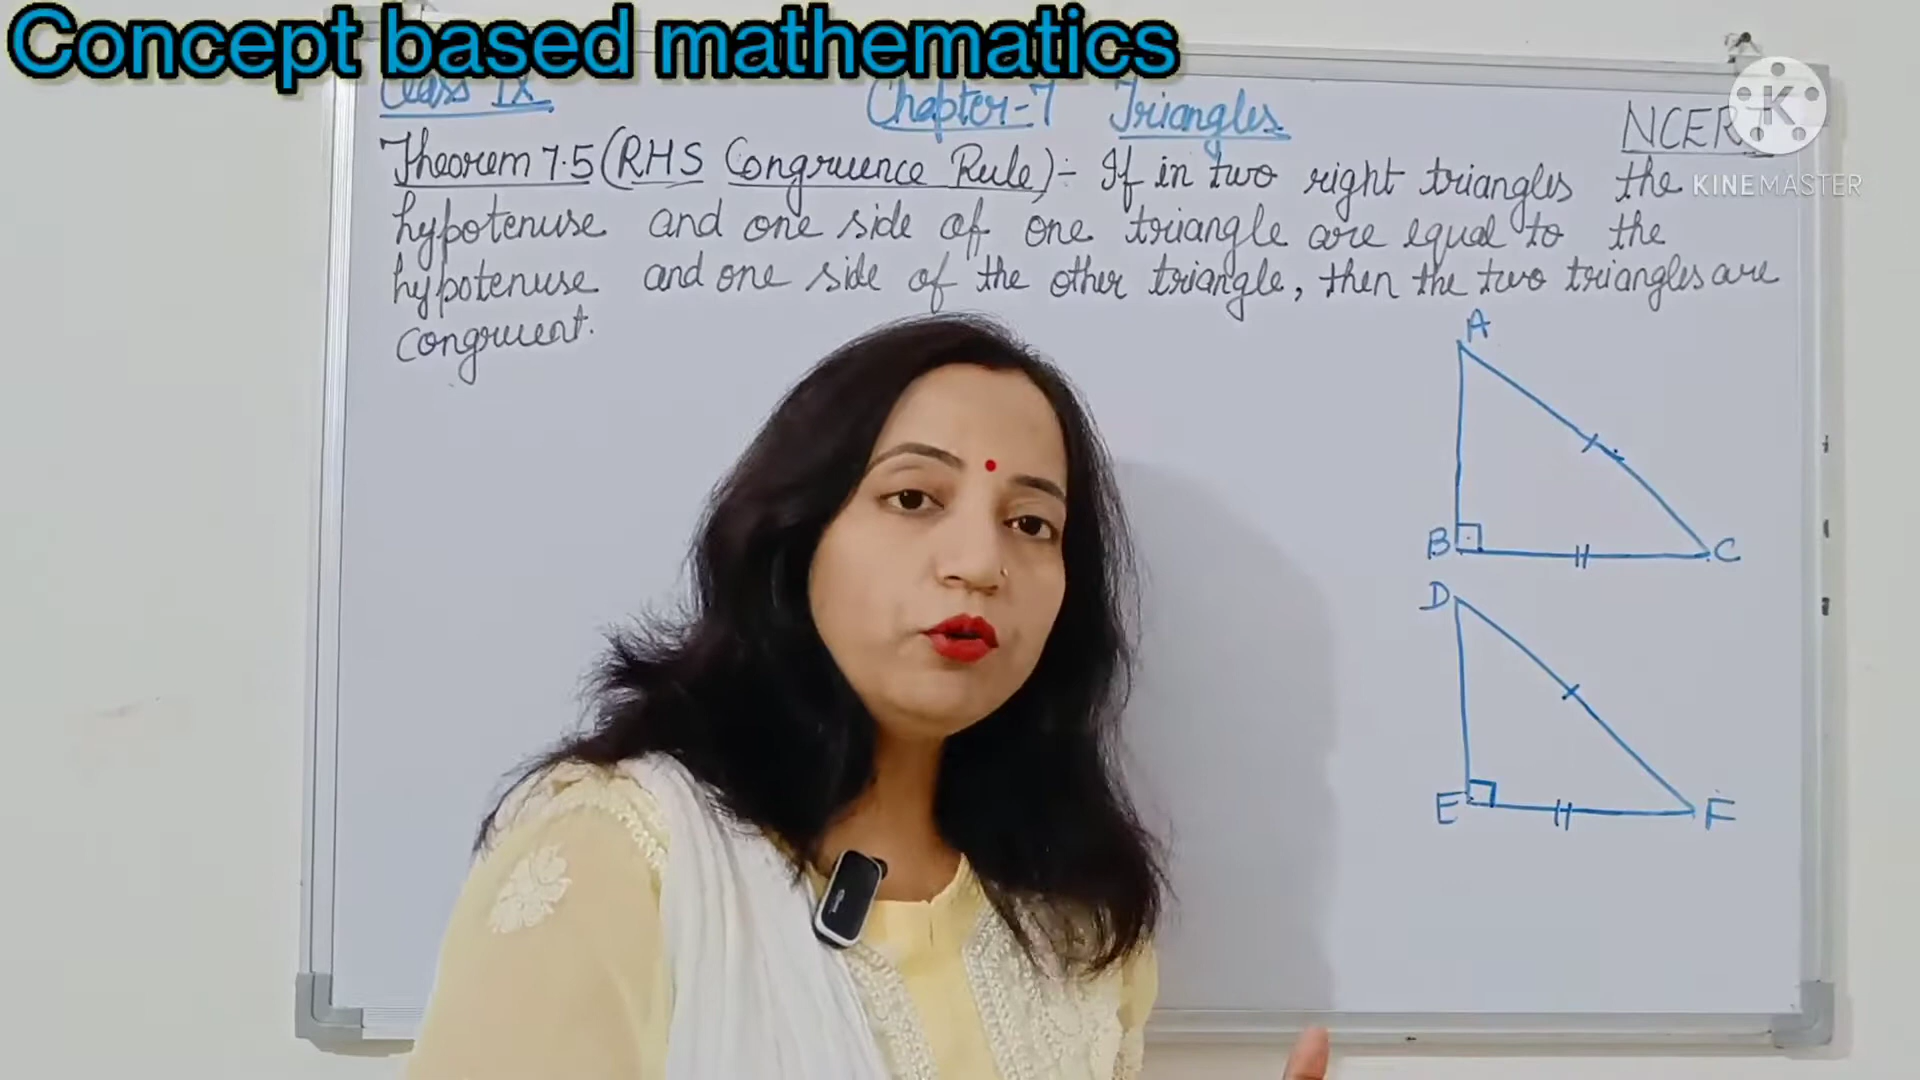 Concept based mathematics
Class IX
Chapter-7 Triangles
NCERT
K
KINEMASTER
Theorem 7.5 (RHS Congruence Rule):- If in two right triangles the
hypotenuse and one side of one triangle are equal to the
hypotenuse and one side of the other triangle, then the two triangles are
congruent.
A
B
C
D
E
F